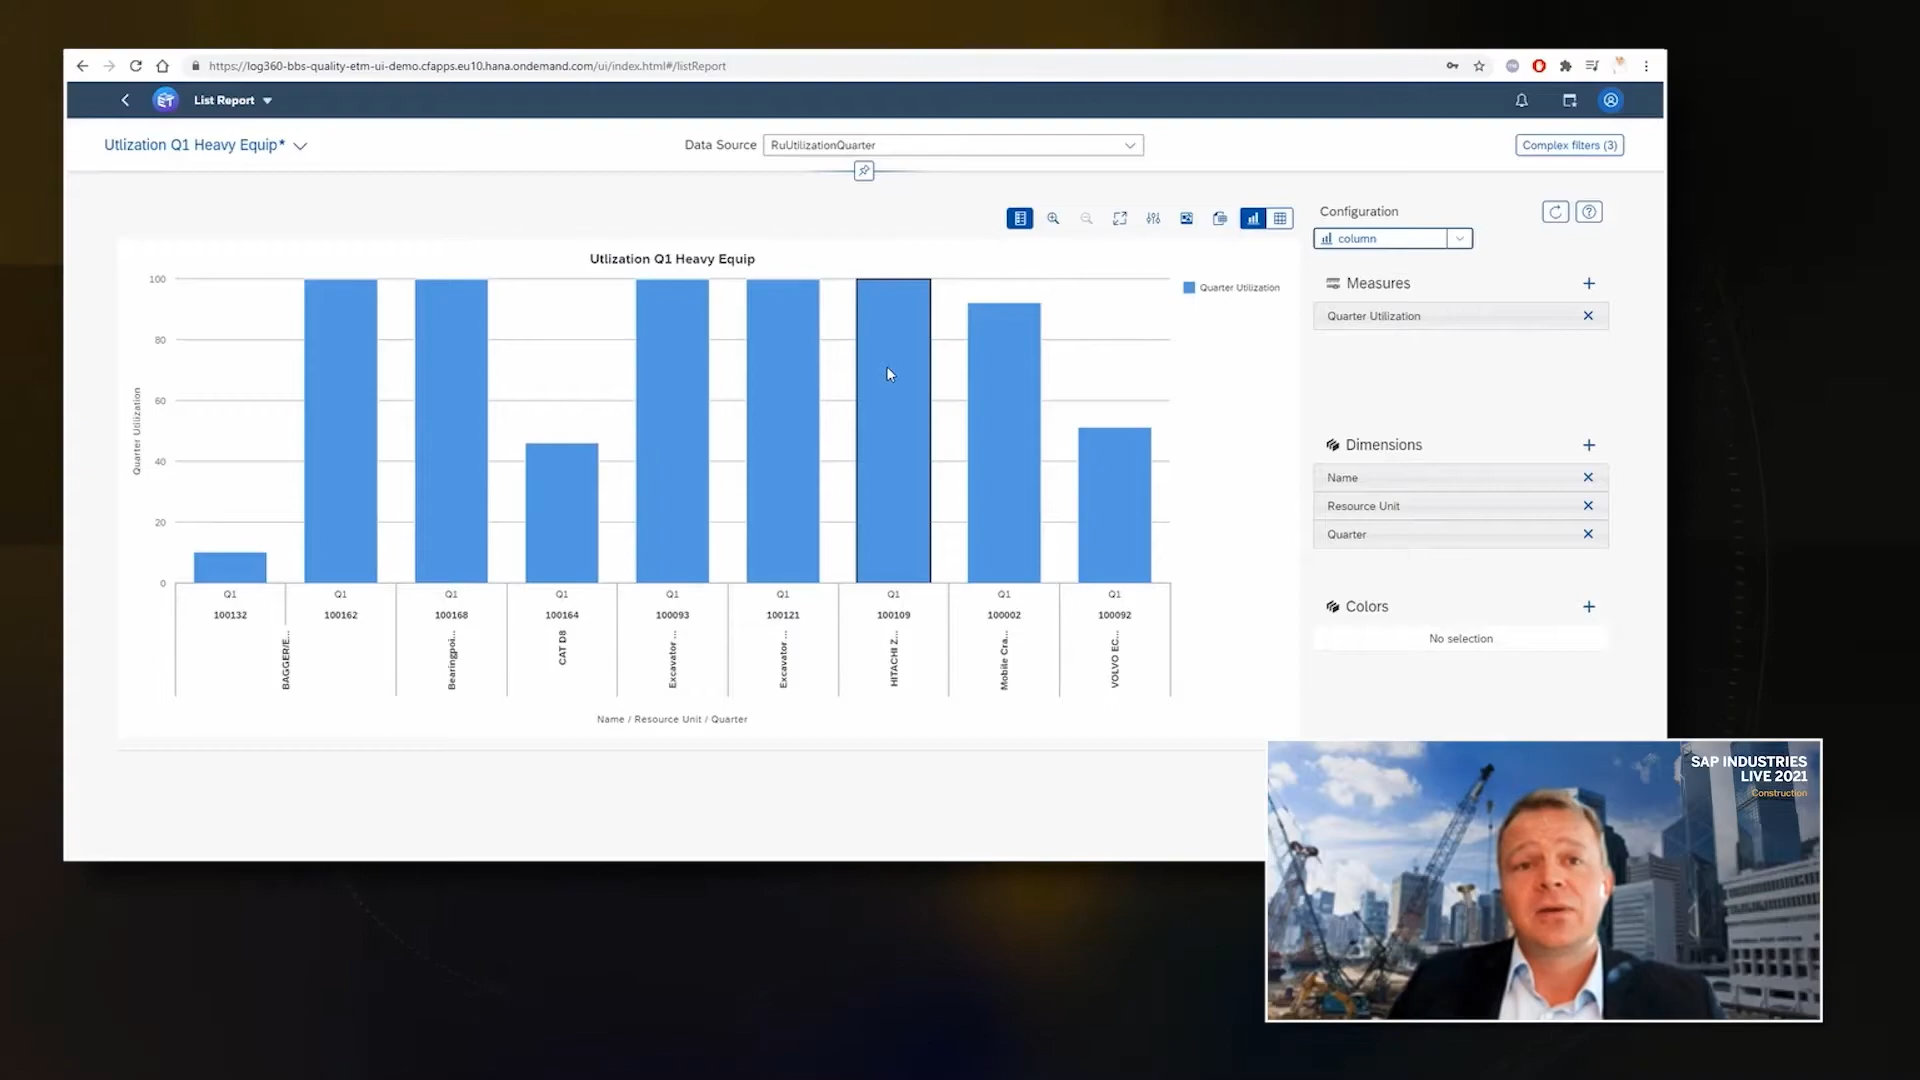 https://log360-bbs-quality-etm-ui-demo.cfapps.eu10.hana.ondemand.com/ui/index.html#/listReport
List Report
Utlization Q1 Heavy Equip*
Data Source
RuUtilizationQuarter
Complex filters (3)
Configuration
column
Utlization Q1 Heavy Equip
Quarter Utilization
Measures
Quarter Utilization
Dimensions
Name
Resource Unit
Quarter
Colors
No selection
Quarter Utilization
100
80
60
40
20
0
Q1 Q1 Q1 Q1 Q1 Q1 Q1 Q1 Q1
100132 100162 100168 100164 100093 100121 100109 100002 100092
BAGGER/E...
Bearingpoi...
CAT D8
Excavator ...
Excavator ...
HITACHI Z...
Mobile Cra...
VOLVO EC...
Name / Resource Unit / Quarter
SAP INDUSTRIES
LIVE 2021
Construction